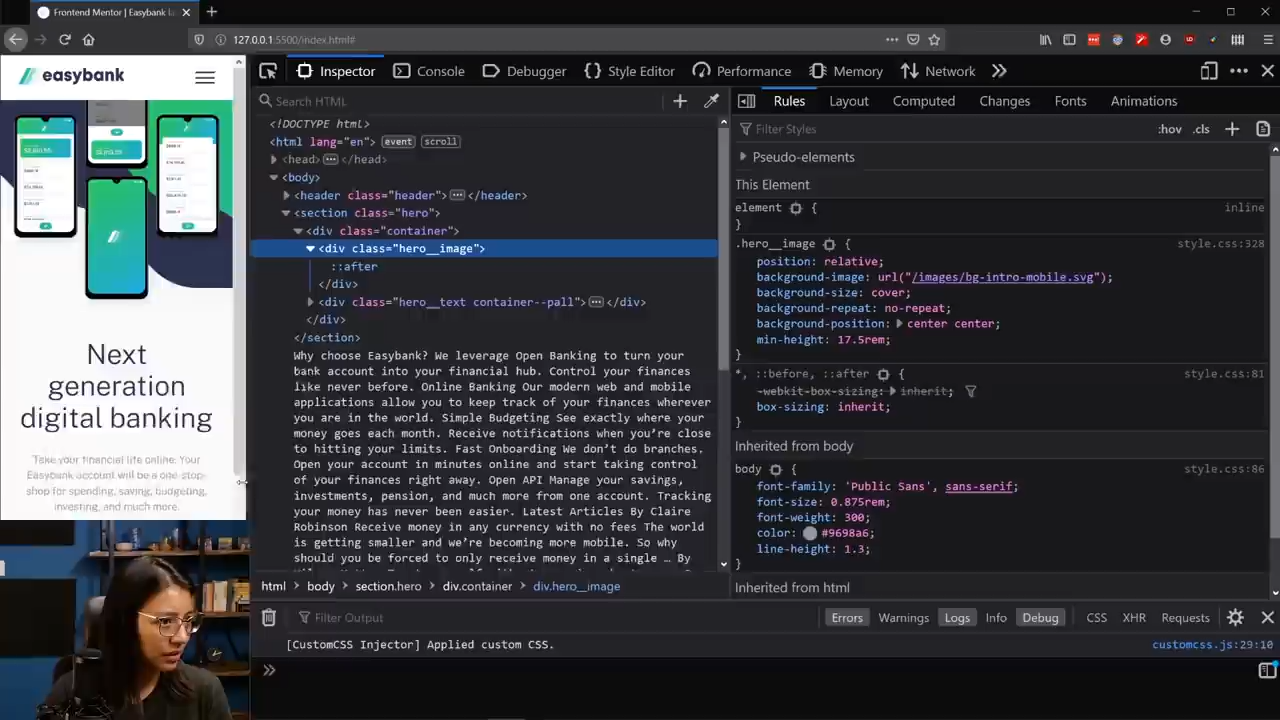 Frontend Mentor | Easybank la
127.0.0.1:5500/index.html#
easybank
Next
generation
digital banking
Take your financial life online. Your
Easybank account will be a one-stop-
shop for spending, saving, budgeting,
investing, and much more.
Inspector
Console
Debugger
Style Editor
Performance
Memory
Network
Search HTML
<!DOCTYPE html>
<html lang="en"> event scroll
<head> ••• </head>
<body>
<header class="header"> ••• </header>
<section class="hero">
<div class="container">
<div class="hero__image">
::after
</div>
<div class="hero__text container--pall"> ••• </div>
</div>
</section>
Why choose Easybank? We leverage Open Banking to turn your
bank account into your financial hub. Control your finances
like never before. Online Banking Our modern web and mobile
applications allow you to keep track of your finances wherever
you are in the world. Simple Budgeting See exactly where your
money goes each month. Receive notifications when you're close
to hitting your limits. Fast Onboarding We don't do branches.
Open your account in minutes online and start taking control
of your finances right away. Open API Manage your savings,
investments, pension, and much more from one account. Tracking
your money has never been easier. Latest Articles By Claire
Robinson Receive money in any currency with no fees The world
is getting smaller and we're becoming more mobile. So why
should you be forced to only receive money in a single … By
html
body
section.hero
div.container
div.hero__image
Rules
Layout
Computed
Changes
Fonts
Animations
Filter Styles
:hov .cls
Pseudo-elements
This Element
element {
inline
}
.hero__image {
style.css:328
position: relative;
background-image: url("/images/bg-intro-mobile.svg");
background-size: cover;
background-repeat: no-repeat;
background-position: center center;
min-height: 17.5rem;
}
*, ::before, ::after {
style.css:81
-webkit-box-sizing: inherit;
box-sizing: inherit;
}
Inherited from body
body {
style.css:86
font-family: 'Public Sans', sans-serif;
font-size: 0.875rem;
font-weight: 300;
color: #9698a6;
line-height: 1.3;
}
Inherited from html
Filter Output
Errors
Warnings
Logs
Info
Debug
CSS
XHR
Requests
[CustomCSS Injector] Applied custom CSS.
customcss.js:29:10